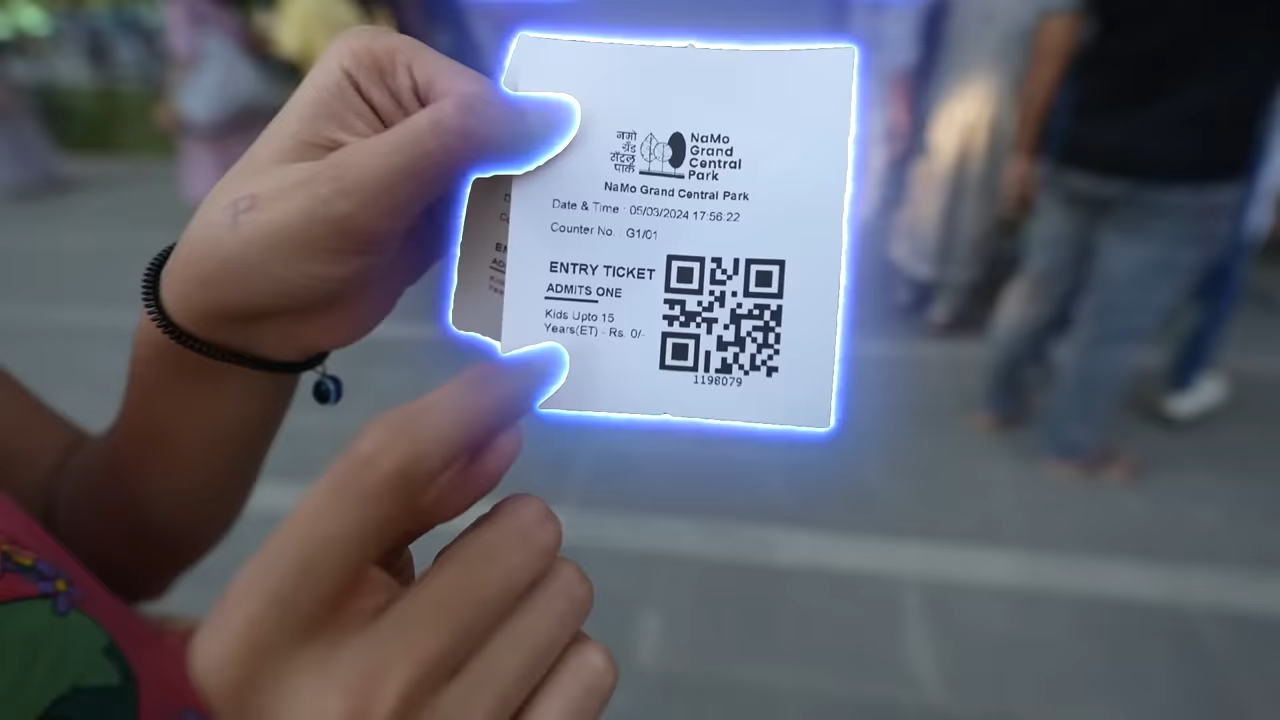 नमो
ग्रँड
सेंट्रल
पार्क
NaMo
Grand
Central
Park
NaMo Grand Central Park
Date & Time : 05/03/2024 17:56:22
Counter No. : G1/01
ENTRY TICKET
ADMITS ONE
Kids Upto 15
Years(ET) - Rs. 0/-
1198079